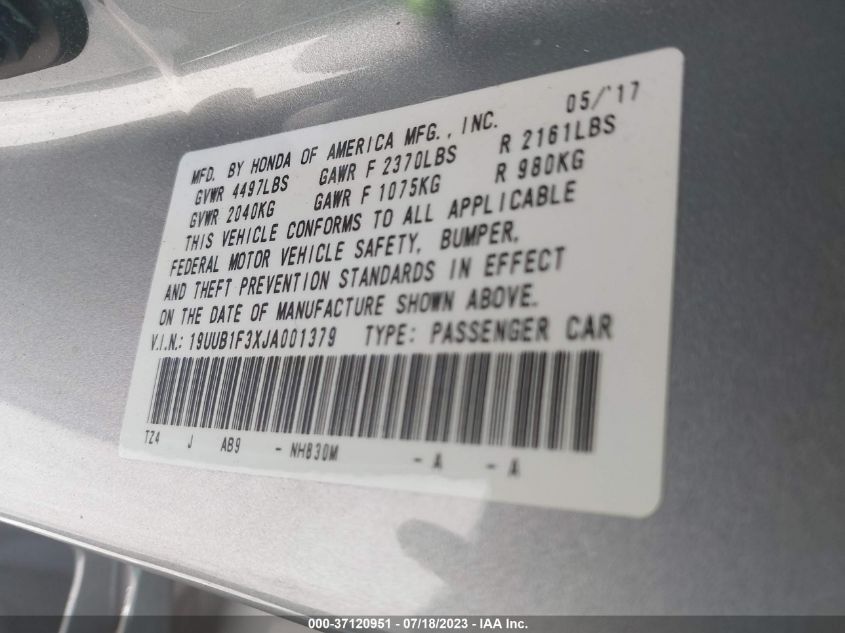 05/'17
MFD. BY HONDA OF AMERICA MFG., INC.
GVWR 4497LBS GAWR F 2370LBS R 2161LBS
GVWR 2040KG GAWR F 1075KG R 980KG
THIS VEHICLE CONFORMS TO ALL APPLICABLE
FEDERAL MOTOR VEHICLE SAFETY, BUMPER,
AND THEFT PREVENTION STANDARDS IN EFFECT
ON THE DATE OF MANUFACTURE SHOWN ABOVE.
V.I.N.: 19UUB1F3XJA001379 TYPE: PASSENGER CAR
TZ4 J AB9 - NH830M - A - A
000-37120951 - 07/18/2023 - IAA Inc.